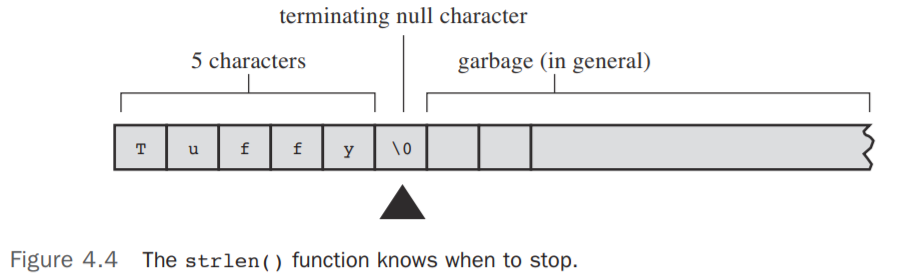 terminating null character
5 characters
garbage (in general)
T u f f y \0
Figure 4.4 The strlen() function knows when to stop.